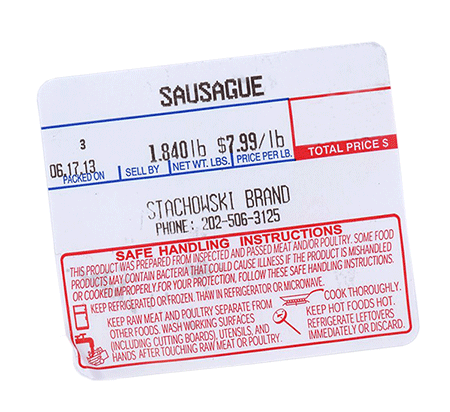 SAUSAGUE
3
06.17.13 1.840lb $7.99/lb
PACKED ON SELL BY NET WT. LBS. PRICE PER LB. TOTAL PRICE $
STACHOWSKI BRAND
PHONE: 202-506-3125
SAFE HANDLING INSTRUCTIONS
THIS PRODUCT WAS PREPARED FROM INSPECTED AND PASSED MEAT AND/OR POULTRY. SOME FOOD
PRODUCTS MAY CONTAIN BACTERIA THAT COULD CAUSE ILLNESS IF THE PRODUCT IS MISHANDLED
OR COOKED IMPROPERLY. FOR YOUR PROTECTION, FOLLOW THESE SAFE HANDLING INSTRUCTIONS.
KEEP REFRIGERATED OR FROZEN. THAW IN REFRIGERATOR OR MICROWAVE.
KEEP RAW MEAT AND POULTRY SEPARATE FROM
OTHER FOODS. WASH WORKING SURFACES
(INCLUDING CUTTING BOARDS), UTENSILS, AND
HANDS AFTER TOUCHING RAW MEAT OR POULTRY.
COOK THOROUGHLY.
KEEP HOT FOODS HOT.
REFRIGERATE LEFTOVERS
IMMEDIATELY OR DISCARD.